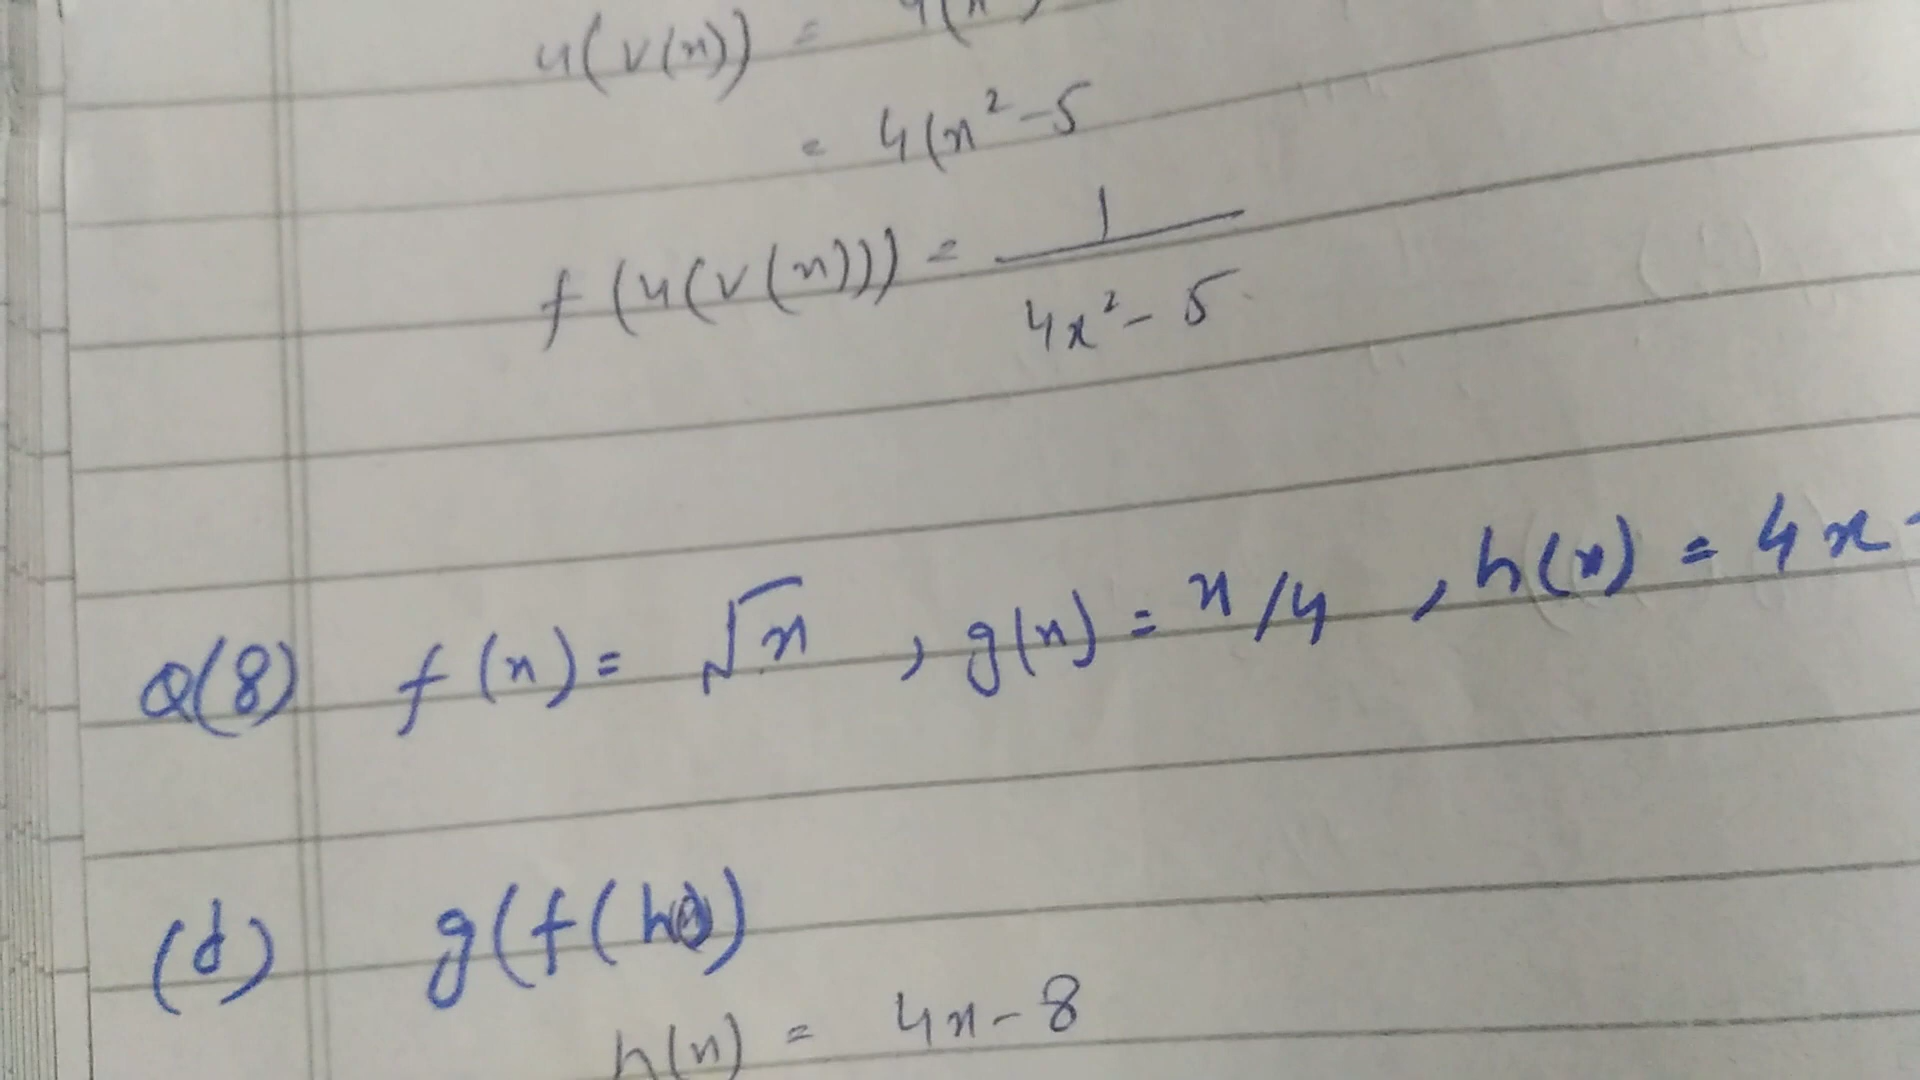 u(v(x)) =
= 4(x²-5
f(u(v(x))) = 1/4x²-5
Q(8) f(x) = √x , g(x) = x/4 , h(x) = 4x-
(d) g(f(h))
h(x) = 4x-8